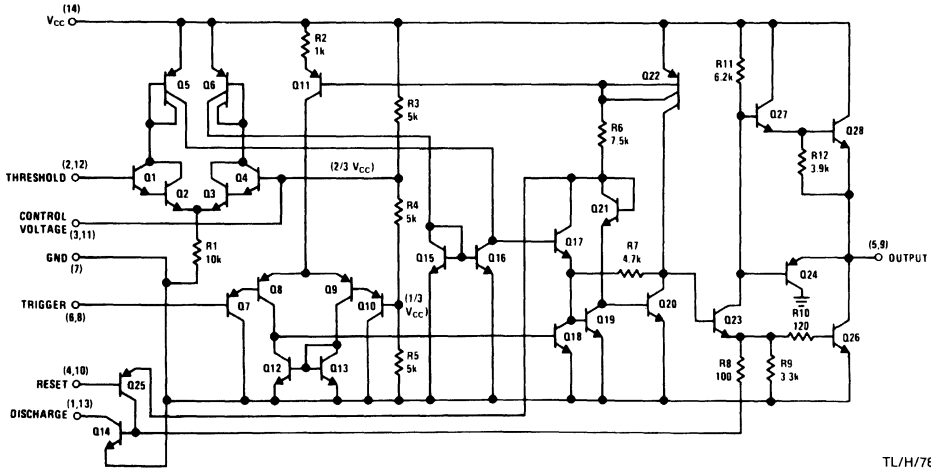 VCC (14)
R2
1k
R11
6.2k
Q5
Q6
Q11
Q22
Q27
Q28
R3
5k
R6
7.5k
R12
3.9k
(2,12)
THRESHOLD
Q1
Q2
Q3
Q4
(2/3 VCC)
CONTROL
VOLTAGE
(3,11)
R4
5k
Q21
GND
(7)
R1
10k
Q15
Q16
Q17
R7
4.7k
Q24
(5,9)
OUTPUT
TRIGGER
(6,8)
Q7
Q8
Q9
Q10
(1/3
VCC)
Q18
Q19
Q20
Q23
R10
120
Q26
RESET
(4,10)
Q25
Q12
Q13
R5
5k
R8
100
R9
3.3k
DISCHARGE
(1,13)
Q14
TL/H/78